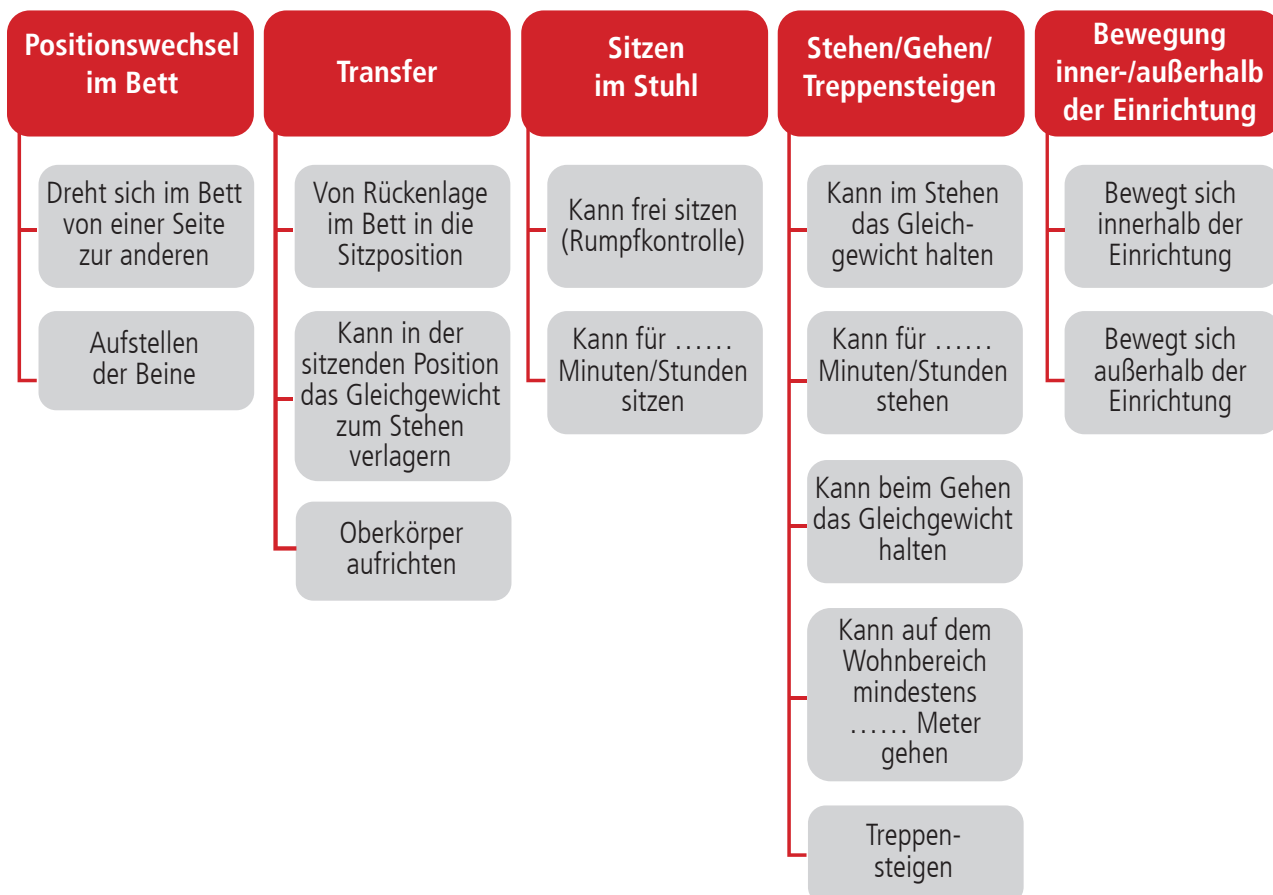 Positionswechsel
im Bett
Dreht sich im Bett
von einer Seite
zur anderen
Aufstellen
der Beine
Transfer
Von Rückenlage
im Bett in die
Sitzposition
Kann in der
sitzenden Position
das Gleichgewicht
zum Stehen
verlagern
Oberkörper
aufrichten
Sitzen
im Stuhl
Kann frei sitzen
(Rumpfkontrolle)
Kann für ......
Minuten/Stunden
sitzen
Stehen/Gehen/
Treppensteigen
Kann im Stehen
das Gleich-
gewicht halten
Kann für ......
Minuten/Stunden
stehen
Kann beim Gehen
das Gleichgewicht
halten
Kann auf dem
Wohnbereich
mindestens
...... Meter
gehen
Treppen-
steigen
Bewegung
inner-/außerhalb
der Einrichtung
Bewegt sich
innerhalb der
Einrichtung
Bewegt sich
außerhalb der
Einrichtung